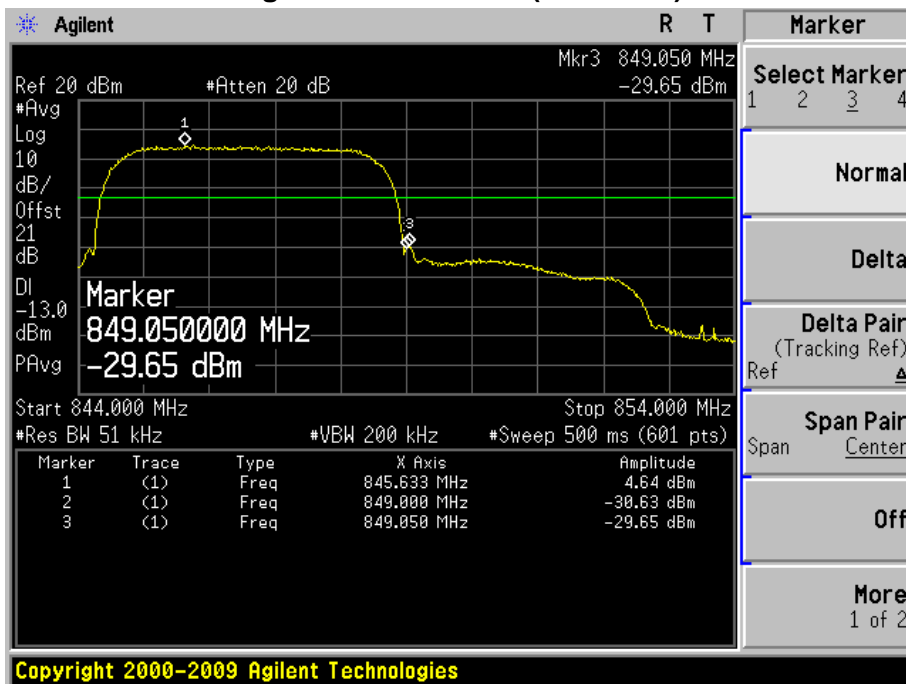 Agilent R T
Mkr3 849.050 MHz
Ref 20 dBm #Atten 20 dB -29.65 dBm
#Avg
Log
10
dB/
Offst
21
dB
DI
-13.0
dBm
PAvg
1
3
Marker
849.050000 MHz
-29.65 dBm
Start 844.000 MHz Stop 854.000 MHz
#Res BW 51 kHz #VBW 200 kHz #Sweep 500 ms (601 pts)
Marker Trace Type X Axis Amplitude
1 (1) Freq 845.633 MHz 4.64 dBm
2 (1) Freq 849.000 MHz -30.63 dBm
3 (1) Freq 849.050 MHz -29.65 dBm
Marker
Select Marker
1 2 3 4
Normal
Delta
Delta Pair
(Tracking Ref)
Ref Δ
Span Pair
Span Center
Off
More
1 of 2
Copyright 2000-2009 Agilent Technologies